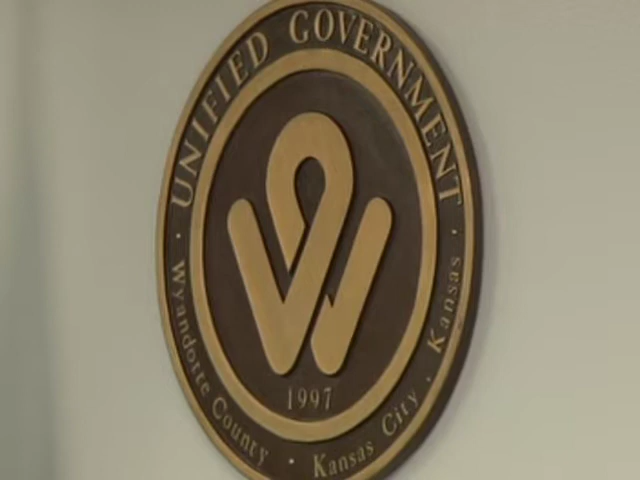 UNIFIED GOVERNMENT
1997
Wyandotte County · Kansas City, Kansas